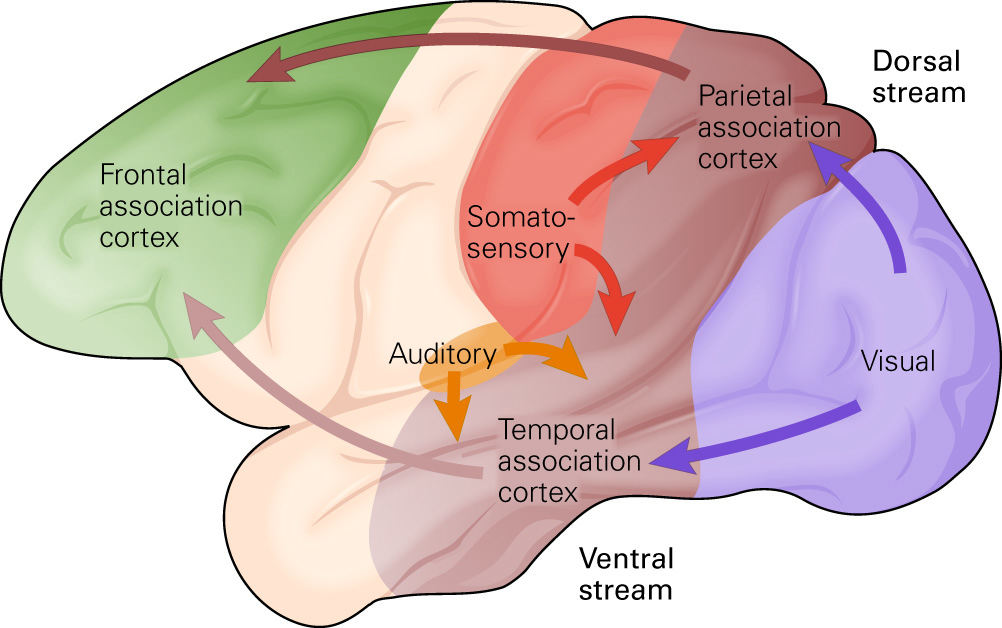 Dorsal
stream
Parietal
association
cortex
Frontal
association
cortex
Somato-
sensory
Auditory
Visual
Temporal
association
cortex
Ventral
stream